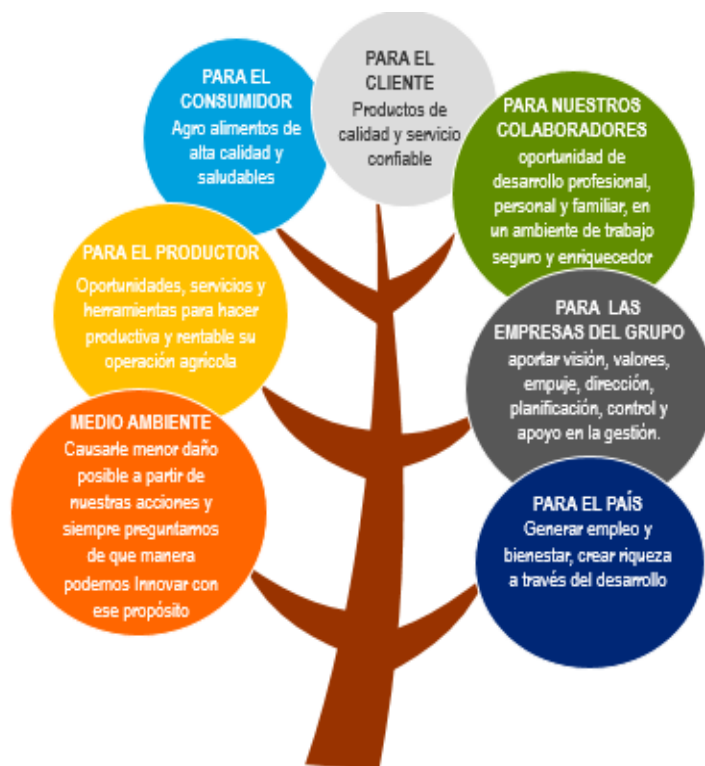 PARA EL
CONSUMIDOR
Agro alimentos de
alta calidad y
saludables
PARA EL
CLIENTE
Productos de
calidad y servicio
confiable
PARA NUESTROS
COLABORADORES
oportunidad de
desarrollo profesional,
personal y familiar, en
un ambiente de trabajo
seguro y enriquecedor
PARA EL PRODUCTOR
Oportunidades, servicios y
herramientas para hacer
productiva y rentable su
operación agrícola
PARA LAS
EMPRESAS DEL GRUPO
aportar visión, valores,
empuje, dirección,
planificación, control y
apoyo en la gestión.
MEDIO AMBIENTE
Causarle menor daño
posible a partir de
nuestras acciones y
siempre preguntarnos
de que manera
podemos Innovar con
ese propósito
PARA EL PAÍS
Generar empleo y
bienestar, crear riqueza
a través del desarrollo